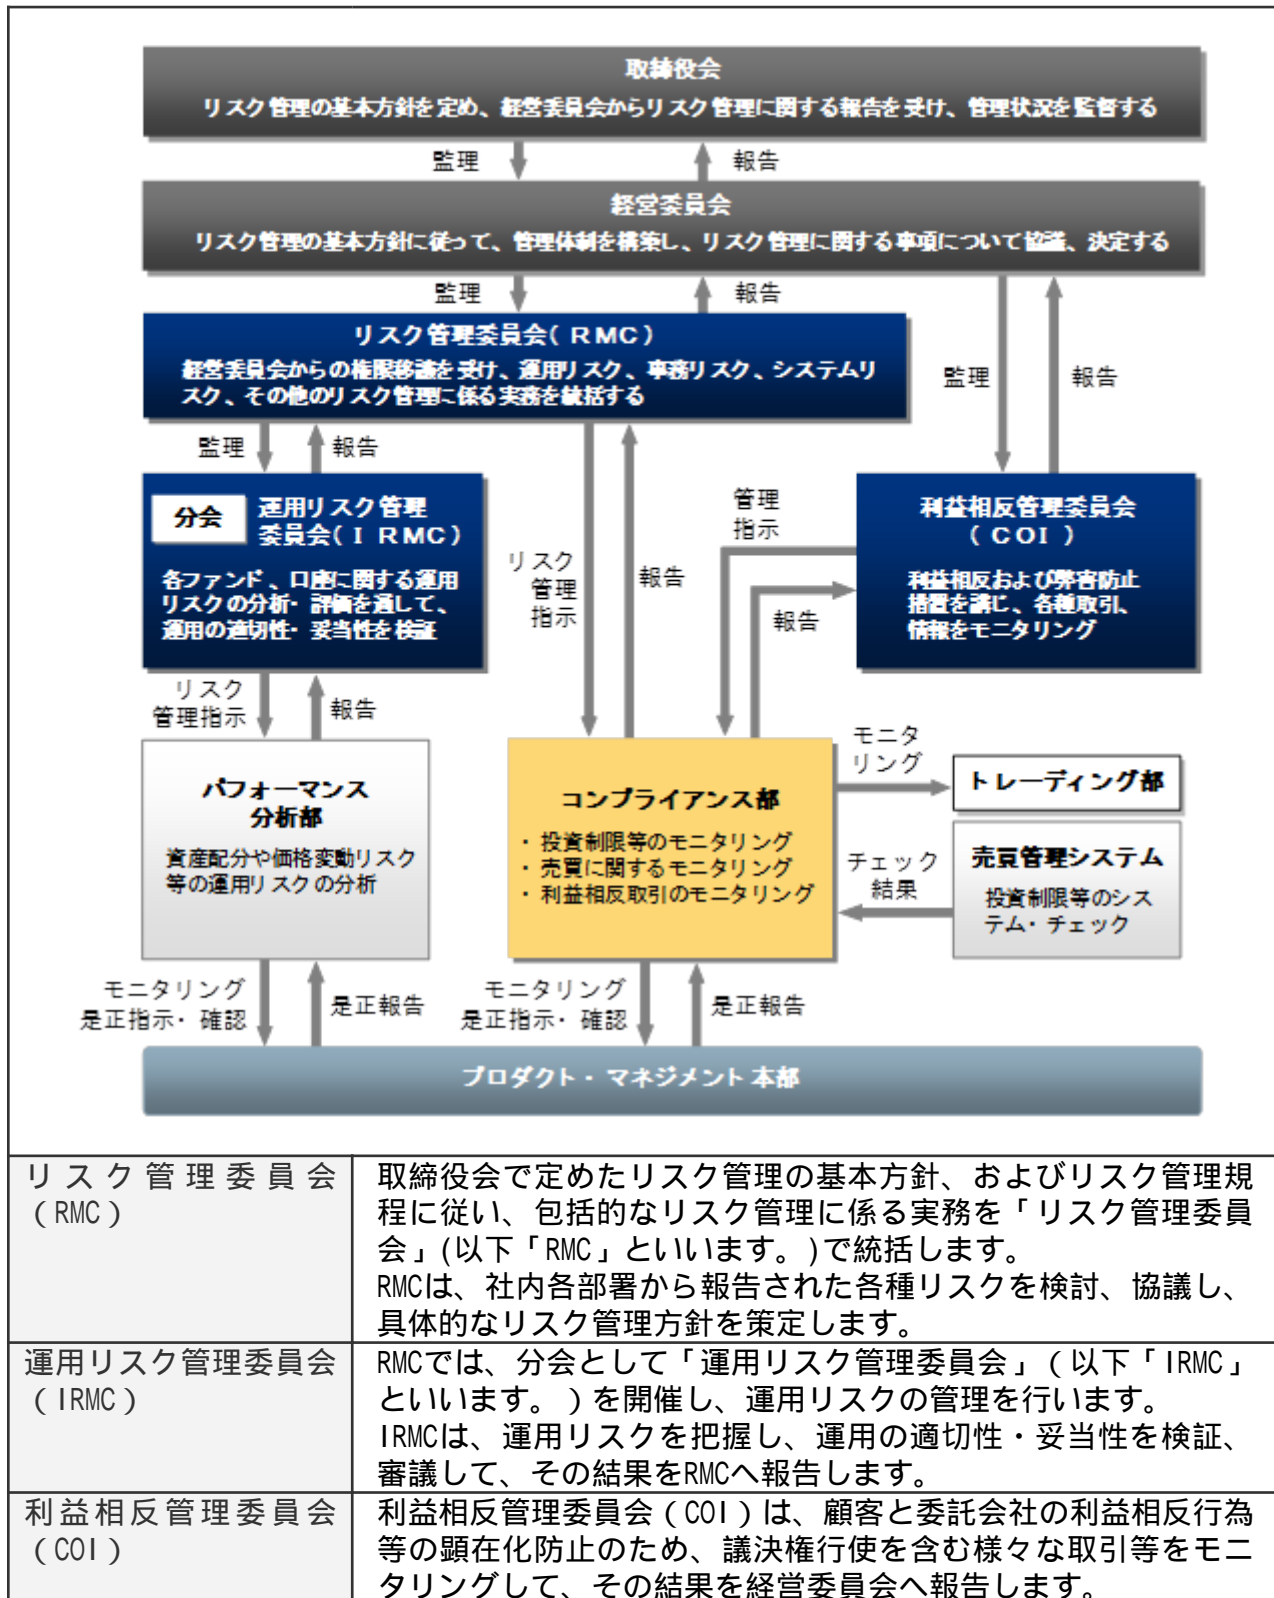 取締役会
リスク管理の基本方針を定め、経営委員会からリスク管理に関する報告を受け、管理状況を監督する
監理
報告
経営委員会
リスク管理の基本方針に従って、管理体制を構築し、リスク管理に関する事項について協議、決定する
監理
報告
リスク管理委員会(RMC)
経営委員会からの権限移譲を受け、運用リスク、事務リスク、システムリ
スク、その他のリスク管理に係る実務を統括する
監理
報告
監理
報告
分会
運用リスク管理
委員会(IRMC)
各ファンド、口座に関する運用
リスクの分析・評価を通して、
運用の適切性・妥当性を検証
リスク
管理
指示
報告
管理
指示
報告
利益相反管理委員会
(COI)
利益相反および弊害防止
措置を講じ、各種取引、
情報をモニタリング
リスク
管理指示
報告
パフォーマンス
分析部
資産配分や価格変動リスク
等の運用リスクの分析
コンプライアンス部
・投資制限等のモニタリング
・売買に関するモニタリング
・利益相反取引のモニタリング
モニタ
リング
トレーディング部
チェック
結果
売買管理システム
投資制限等のシス
テム・チェック
モニタリング
是正指示・確認
是正報告
モニタリング
是正指示・確認
是正報告
プロダクト・マネジメント本部
リスク管理委員会
(RMC)
取締役会で定めたリスク管理の基本方針、およびリスク管理規
程に従い、包括的なリスク管理に係る実務を「リスク管理委員
会」(以下「RMC」といいます。)で統括します。
RMCは、社内各部署から報告された各種リスクを検討、協議し、
具体的なリスク管理方針を策定します。
運用リスク管理委員会
(IRMC)
RMCでは、分会として「運用リスク管理委員会」(以下「IRMC」
といいます。)を開催し、運用リスクの管理を行います。
IRMCは、運用リスクを把握し、運用の適切性・妥当性を検証、
審議して、その結果をRMCへ報告します。
利益相反管理委員会
(COI)
利益相反管理委員会(COI)は、顧客と委託会社の利益相反行為
等の顕在化防止のため、議決権行使を含む様々な取引等をモニ
タリングして、その結果を経営委員会へ報告します。